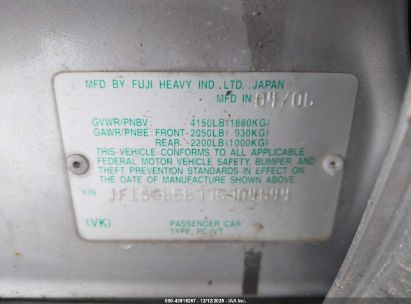 MFD BY FUJI HEAVY IND., LTD. JAPAN
MFD IN 04/06
GVWR/PNBV : 4150LB(1880KG)
GAWR/PNBE: FRONT-2050LB( 930KG)
REAR -2200LB(1000KG)
THIS VEHICLE CONFORMS TO ALL APPLICABLE
FEDERAL MOTOR VEHICLE SAFETY, BUMPER, AND
THEFT PREVENTION STANDARDS IN EFFECT ON
THE DATE OF MANUFACTURE SHOWN ABOVE.
VIN
(VK)
PASSENGER CAR
TYPE: PC/VT